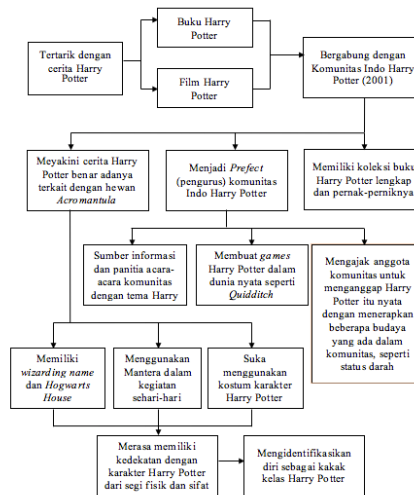 Buku Harry
Potter
Tertarik dengan
cerita Harry
Potter
Film Harry
Potter
Bergabung dengan
Komunitas Indo Harry
Potter (2001)
Meyakini cerita Harry
Potter benar adanya
terkait dengan hewan
Acromantula
Menjadi Prefect
(pengurus) komunitas
Indo Harry Potter
Memiliki koleksi buku
Harry Potter lengkap
dan pernak-perniknya
Sumber informasi
dan panitia acara-
acara komunitas
dengan tema Harry
Membuat games
Harry Potter dalam
dunia nyata seperti
Quidditch
Mengajak anggota
komunitas untuk
menganggap Harry
Potter itu nyata
dengan menerapkan
beberapa budaya
yang ada dalam
komunitas, seperti
status darah
Memiliki
wizarding name
dan Hogwarts
House
Menggunakan
Mantera dalam
kegiatan
sehari-hari
Suka
menggunakan
kostum karakter
Harry Potter
Merasa memiliki
kedekatan dengan
karakter Harry Potter
dari segi fisik dan sifat
Mengidentifikasikan
diri sebagai kakak
kelas Harry Potter